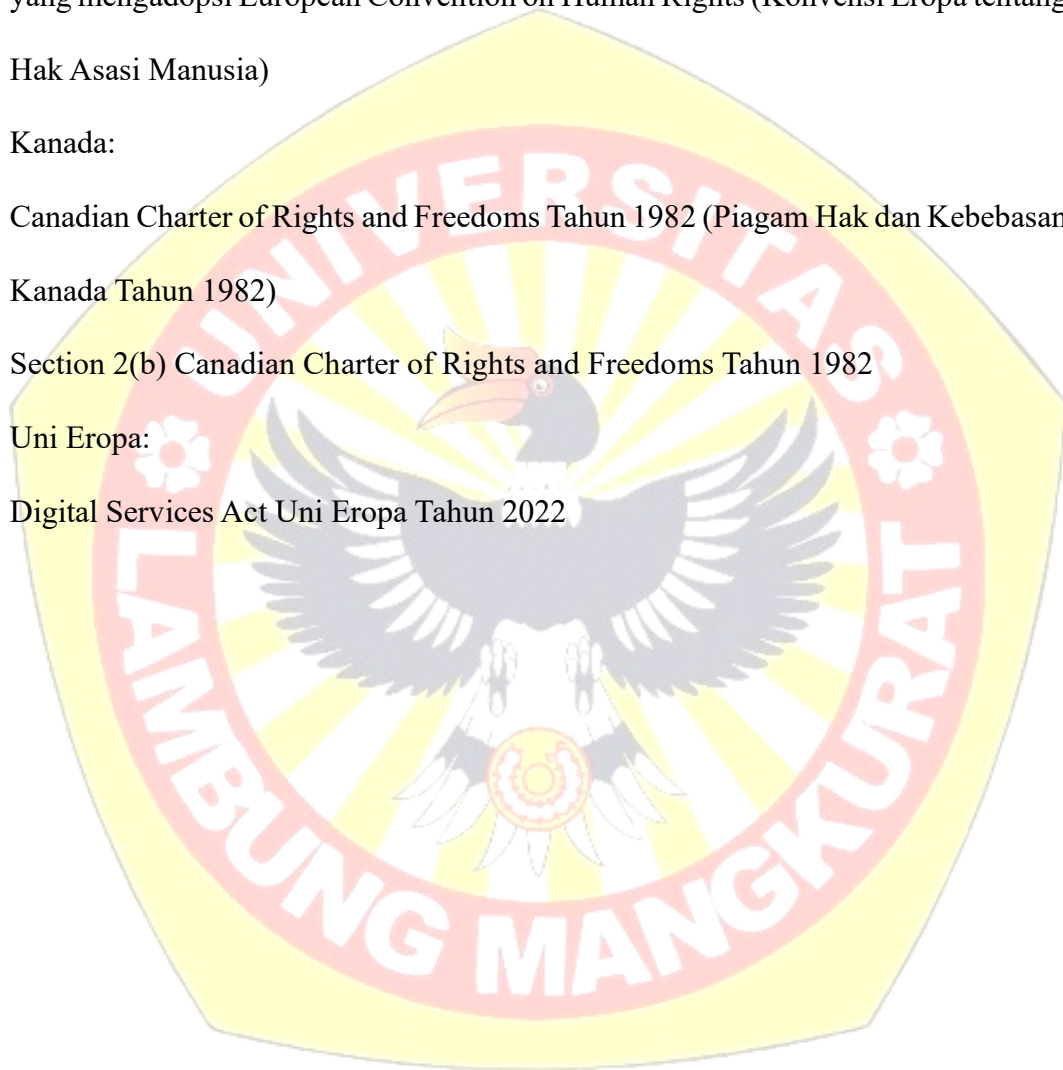 yang mengadopsi European Convention on Human Rights (Konvensi Eropa tentang
Hak Asasi Manusia)
Kanada:
Canadian Charter of Rights and Freedoms Tahun 1982 (Piagam Hak dan Kebebasan
Kanada Tahun 1982)
Section 2(b) Canadian Charter of Rights and Freedoms Tahun 1982
Uni Eropa:
Digital Services Act Uni Eropa Tahun 2022
UNIVERSITAS
LAMBUNG MANGKURAT